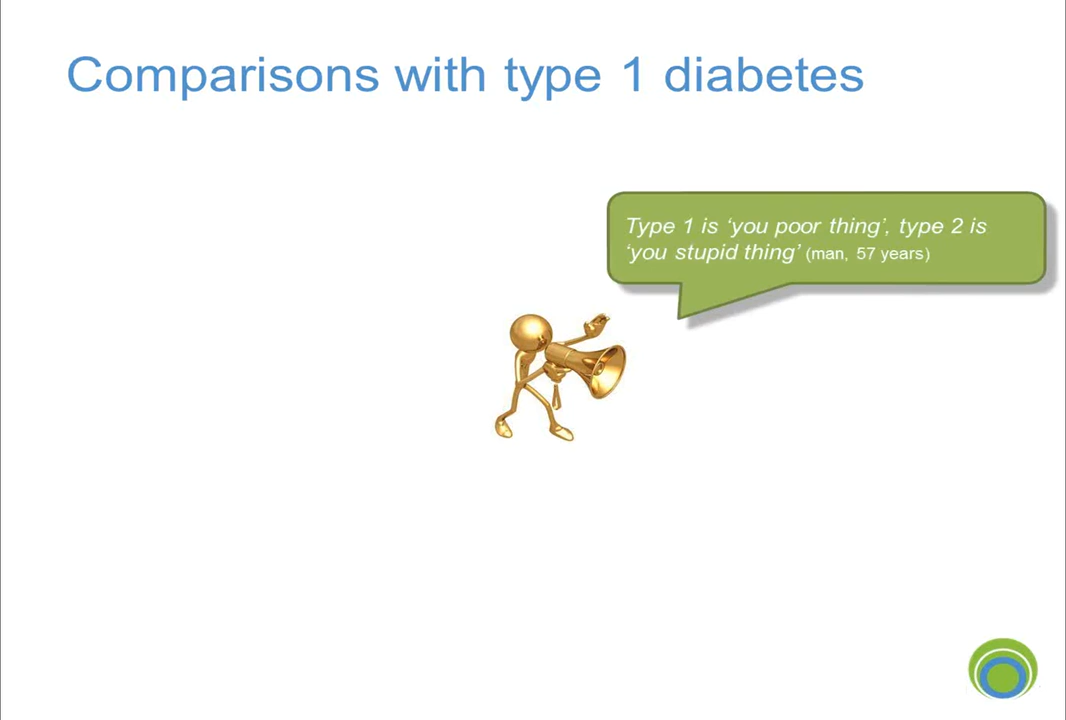 Comparisons with type 1 diabetes
Type 1 is ‘you poor thing’, type 2 is
‘you stupid thing’ (man, 57 years)